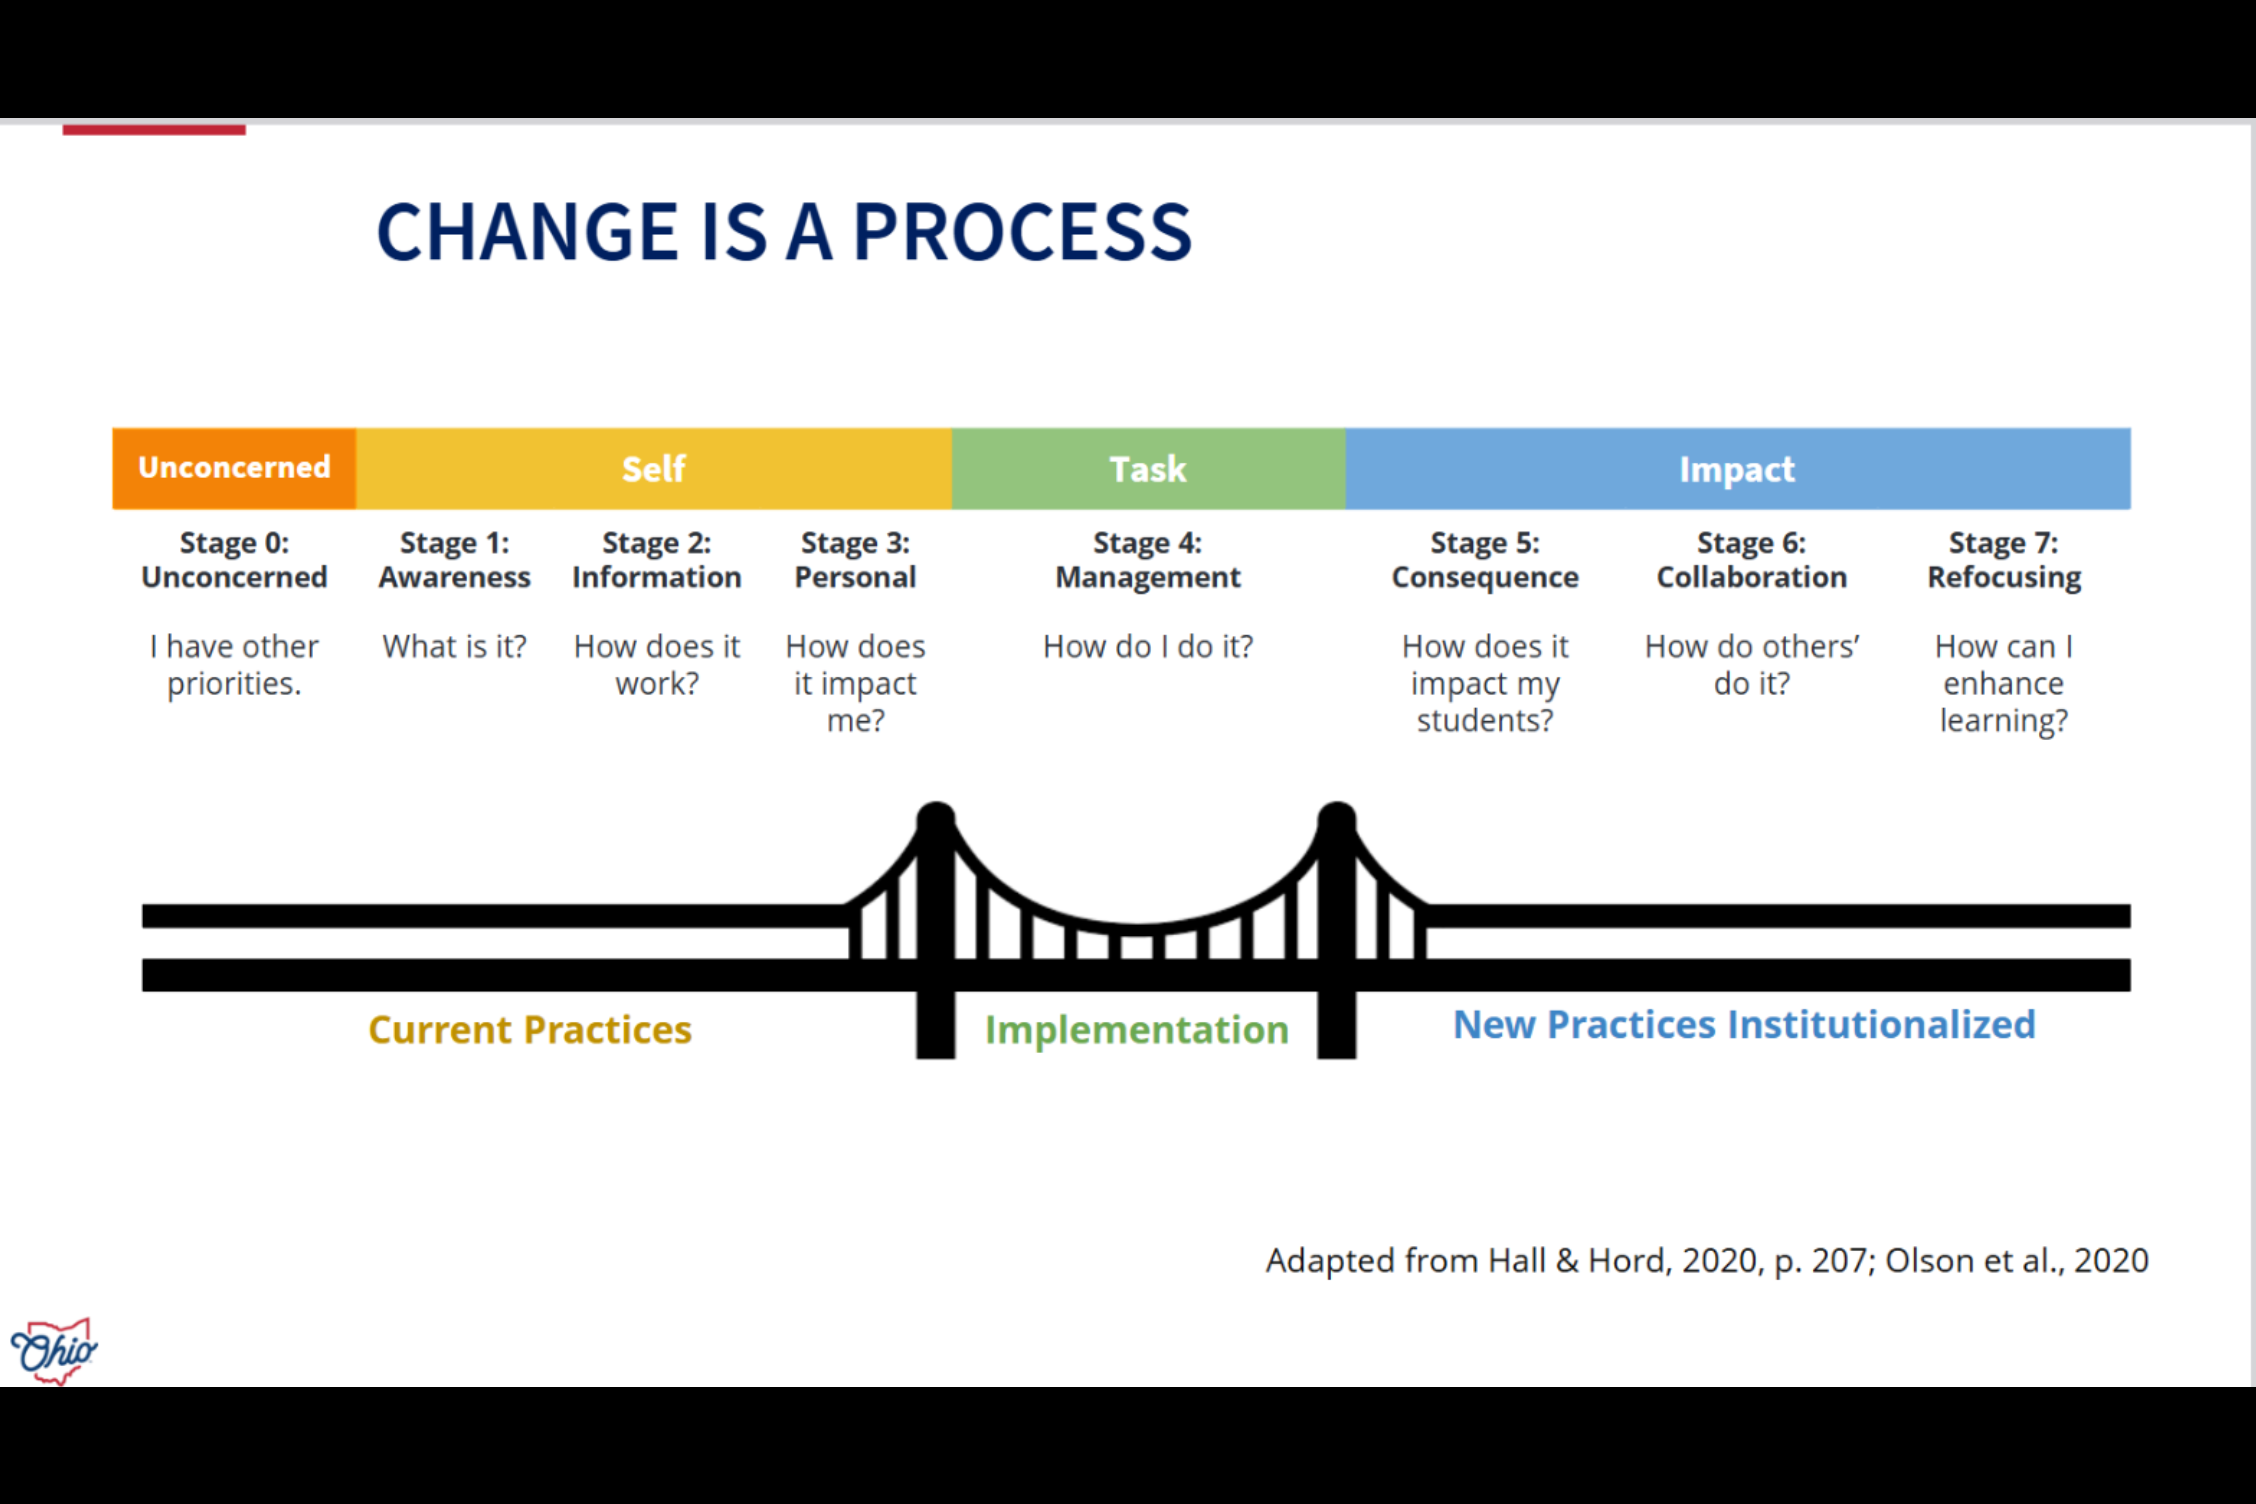 CHANGE IS A PROCESS
Unconcerned
Self
Task
Impact
Stage 0:
Unconcerned
I have other
priorities.
Stage 1:
Awareness
What is it?
Stage 2:
Information
How does it
work?
Stage 3:
Personal
How does
it impact
me?
Stage 4:
Management
How do I do it?
Stage 5:
Consequence
How does it
impact my
students?
Stage 6:
Collaboration
How do others’
do it?
Stage 7:
Refocusing
How can I
enhance
learning?
Current Practices
Implementation
New Practices Institutionalized
Adapted from Hall & Hord, 2020, p. 207; Olson et al., 2020
Ohio